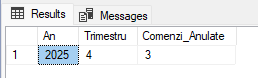 Results Messages
An Trimestru Comenzi_Anulate
1 2025 4 3